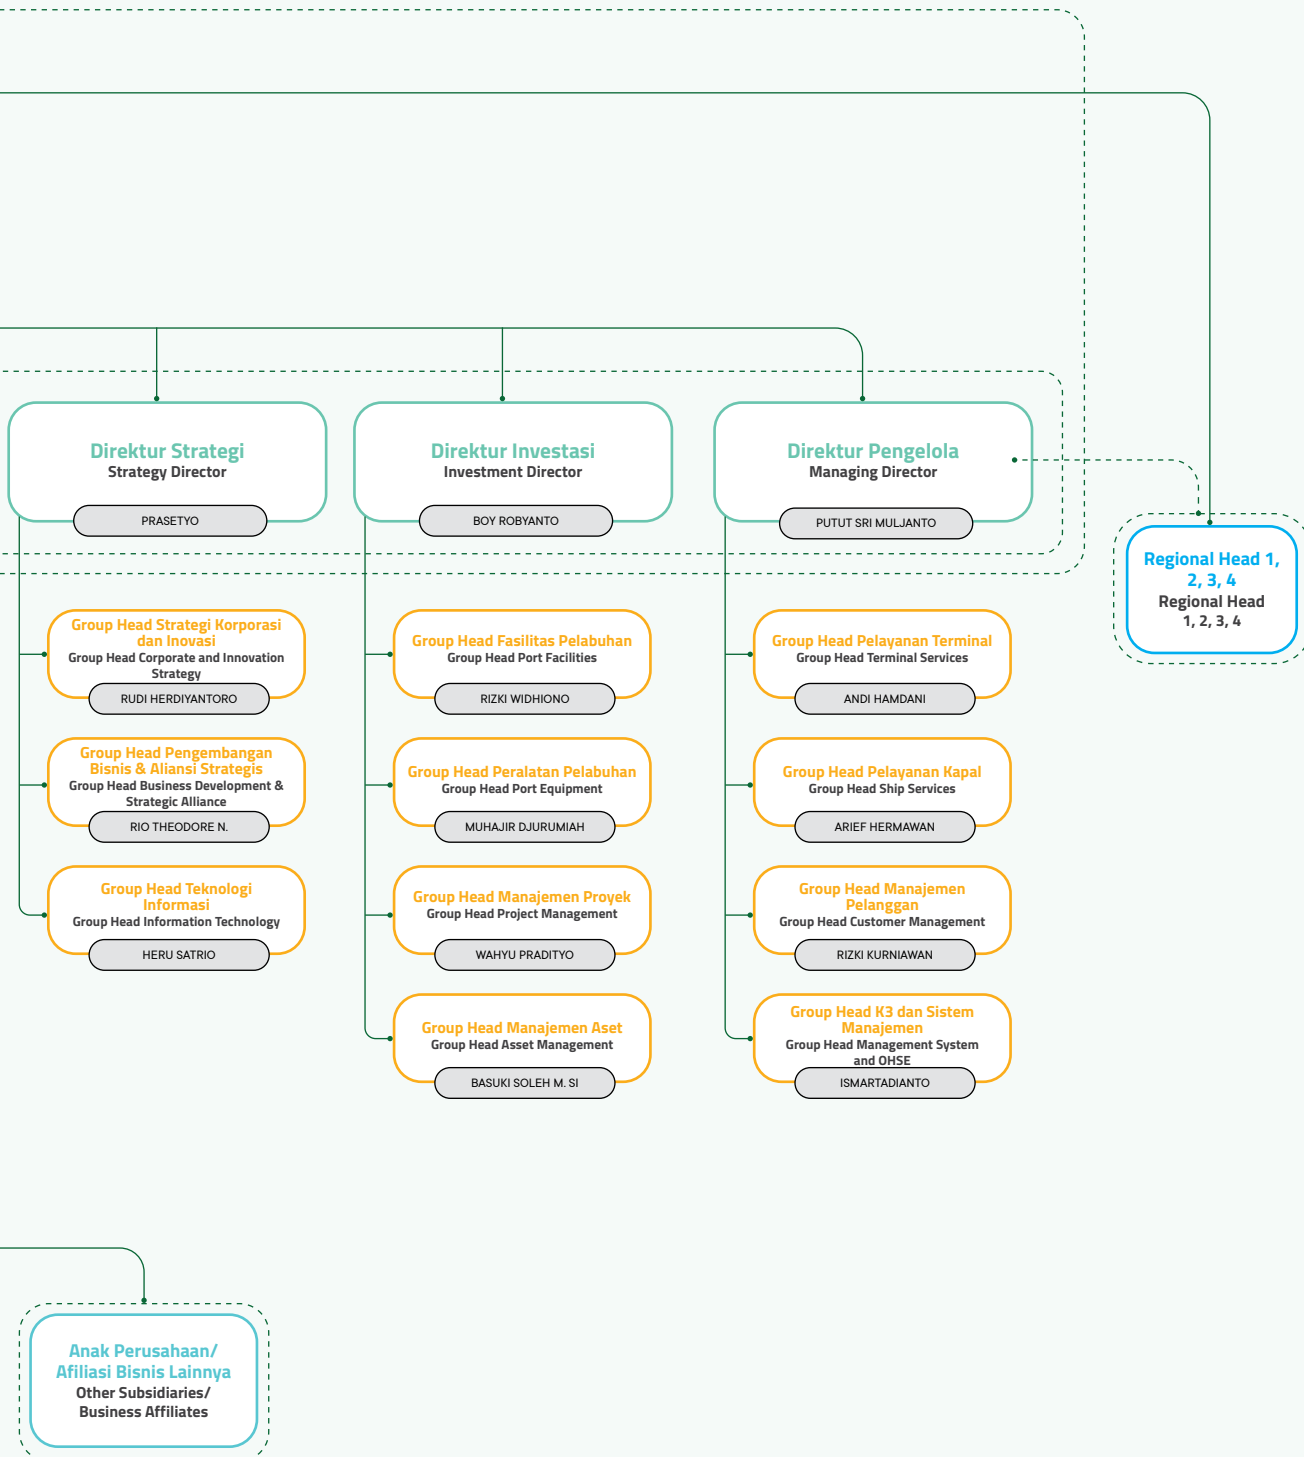 Direktur Strategi
Strategy Director
PRASETYO
Group Head Strategi Korporasi
dan Inovasi
Group Head Corporate and Innovation
Strategy
RUDI HERDIYANTORO
Group Head Pengembangan
Bisnis & Aliansi Strategis
Group Head Business Development &
Strategic Alliance
RIO THEODORE N.
Group Head Teknologi
Informasi
Group Head Information Technology
HERU SATRIO
Direktur Investasi
Investment Director
BOY ROBYANTO
Group Head Fasilitas Pelabuhan
Group Head Port Facilities
RIZKI WIDHIONO
Group Head Peralatan Pelabuhan
Group Head Port Equipment
MUHAJIR DJURUMIAH
Group Head Manajemen Proyek
Group Head Project Management
WAHYU PRADITYO
Group Head Manajemen Aset
Group Head Asset Management
BASUKI SOLEH M. SI
Direktur Pengelola
Managing Director
PUTUT SRI MULJANTO
Group Head Pelayanan Terminal
Group Head Terminal Services
ANDI HAMDANI
Group Head Pelayanan Kapal
Group Head Ship Services
ARIEF HERMAWAN
Group Head Manajemen
Pelanggan
Group Head Customer Management
RIZKI KURNIAWAN
Group Head K3 dan Sistem
Manajemen
Group Head Management System
and OHSE
ISMARTADIANTO
Regional Head 1,
2, 3, 4
Regional Head
1, 2, 3, 4
Anak Perusahaan/
Afiliasi Bisnis Lainnya
Other Subsidiaries/
Business Affiliates